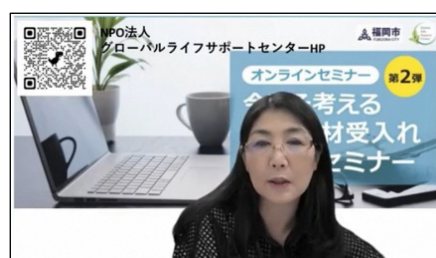 NPO法人
グローバルライフサポートセンターHP
福岡市
FUKUOKA CITY
オンラインセミナー
第2弾
考える
材受入れ
セミナー